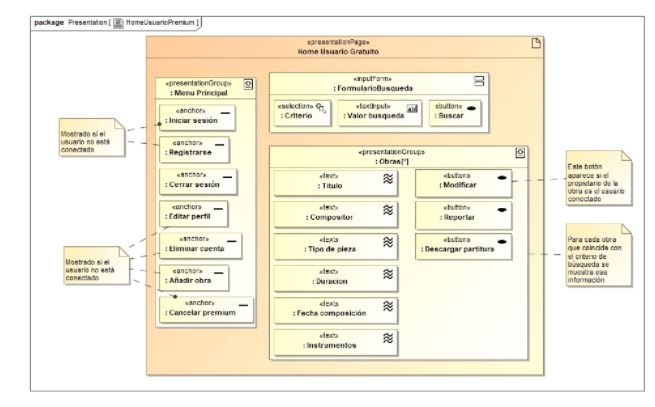 package Presentation [ HomeUsuarioPremium ]
«presentationPage»
Home Usuario Gratuito
«presentationGroup»
: Menu Principal
«anchor»
: Iniciar sesión
«anchor»
: Registrarse
«anchor»
: Cerrar sesión
«anchor»
: Editar perfil
«anchor»
: Eliminar cuenta
«anchor»
: Añadir obra
«anchor»
: Cancelar premium
Mostrado si el
usuario no está
conectado
Mostrado si el
usuario no está
conectado
«inputForm»
: FormularioBusqueda
«selection»
: Criterio
«textInput»
: Valor busqueda
«button»
: Buscar
«presentationGroup»
: Obras[*]
«text»
: Titulo
«text»
: Compositor
«text»
: Tipo de pieza
«text»
: Duracion
«text»
: Fecha composición
«text»
: Instrumentos
«button»
: Modificar
«button»
: Reportar
«button»
: Descargar partitura
Este botón
aparece si el
propietario de la
obra es el usuario
conectado
Para cada obra
que coincida con
el criterio de
búsqueda se
muestra esa
información